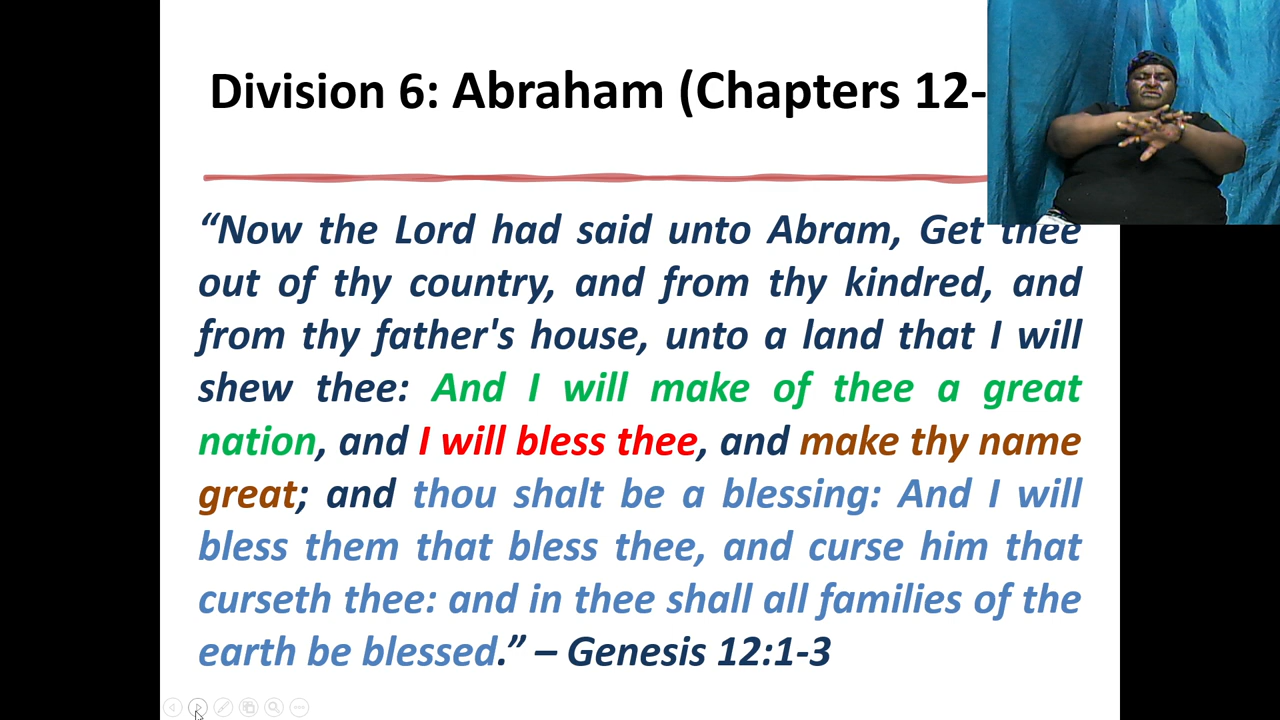 Division 6: Abraham (Chapters 12-
“Now the Lord had said unto Abram, Get thee
out of thy country, and from thy kindred, and
from thy father's house, unto a land that I will
shew thee: And I will make of thee a great
nation, and I will bless thee, and make thy name
great; and thou shalt be a blessing: And I will
bless them that bless thee, and curse him that
curseth thee: and in thee shall all families of the
earth be blessed.” – Genesis 12:1-3